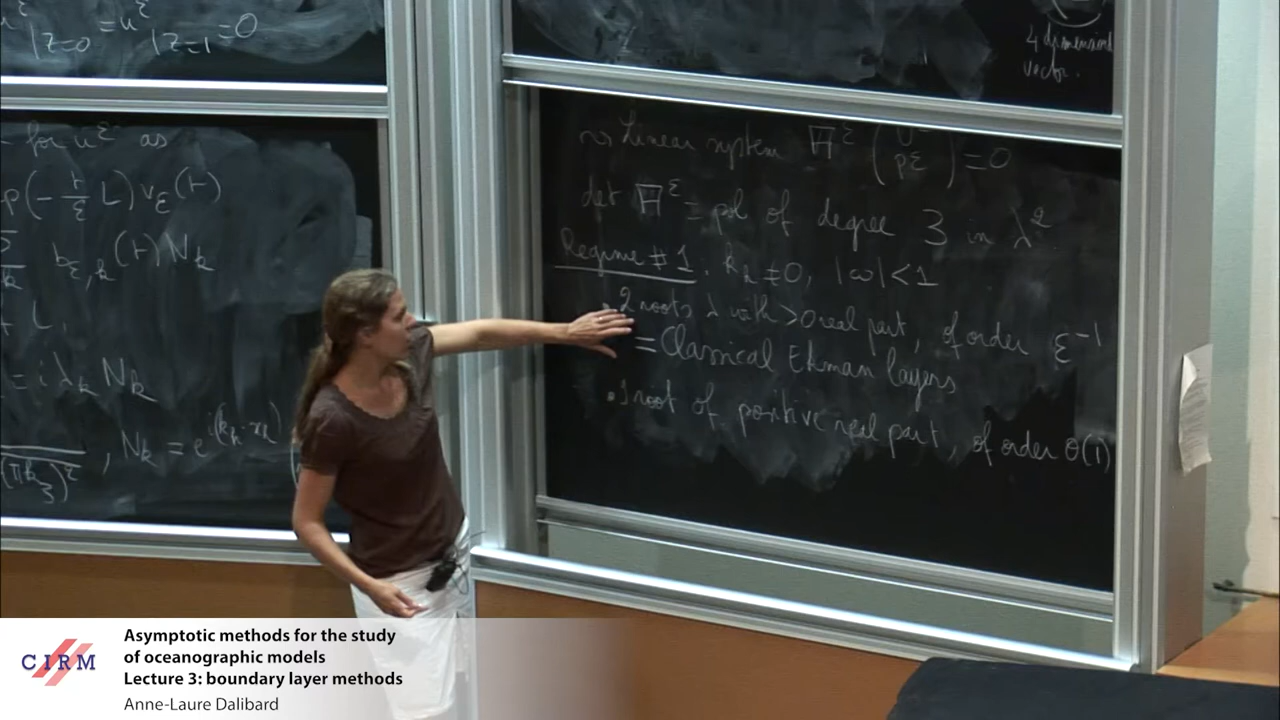 |z=0 = u^ε |z=1 = 0
for u^ε as
(-t/ε L) v_ε(t)
b_{ε,k}(t) N_k
L,
= i λ_k N_k
, N_k = e^{i(k_h·x_h)
4 dimensional
vector.
⇝ Linear system A^ε ( pε ) = 0
det A^ε = pol of degree 3 in λ²
Regime #1: k_h ≠ 0, |ω| < 1
• 2 roots λ with >0 real part, of order ε^{-1}
= Classical Ekman layers
• 1 root of positive real part, of order O(1)
CIRM
Asymptotic methods for the study
of oceanographic models
Lecture 3: boundary layer methods
Anne-Laure Dalibard